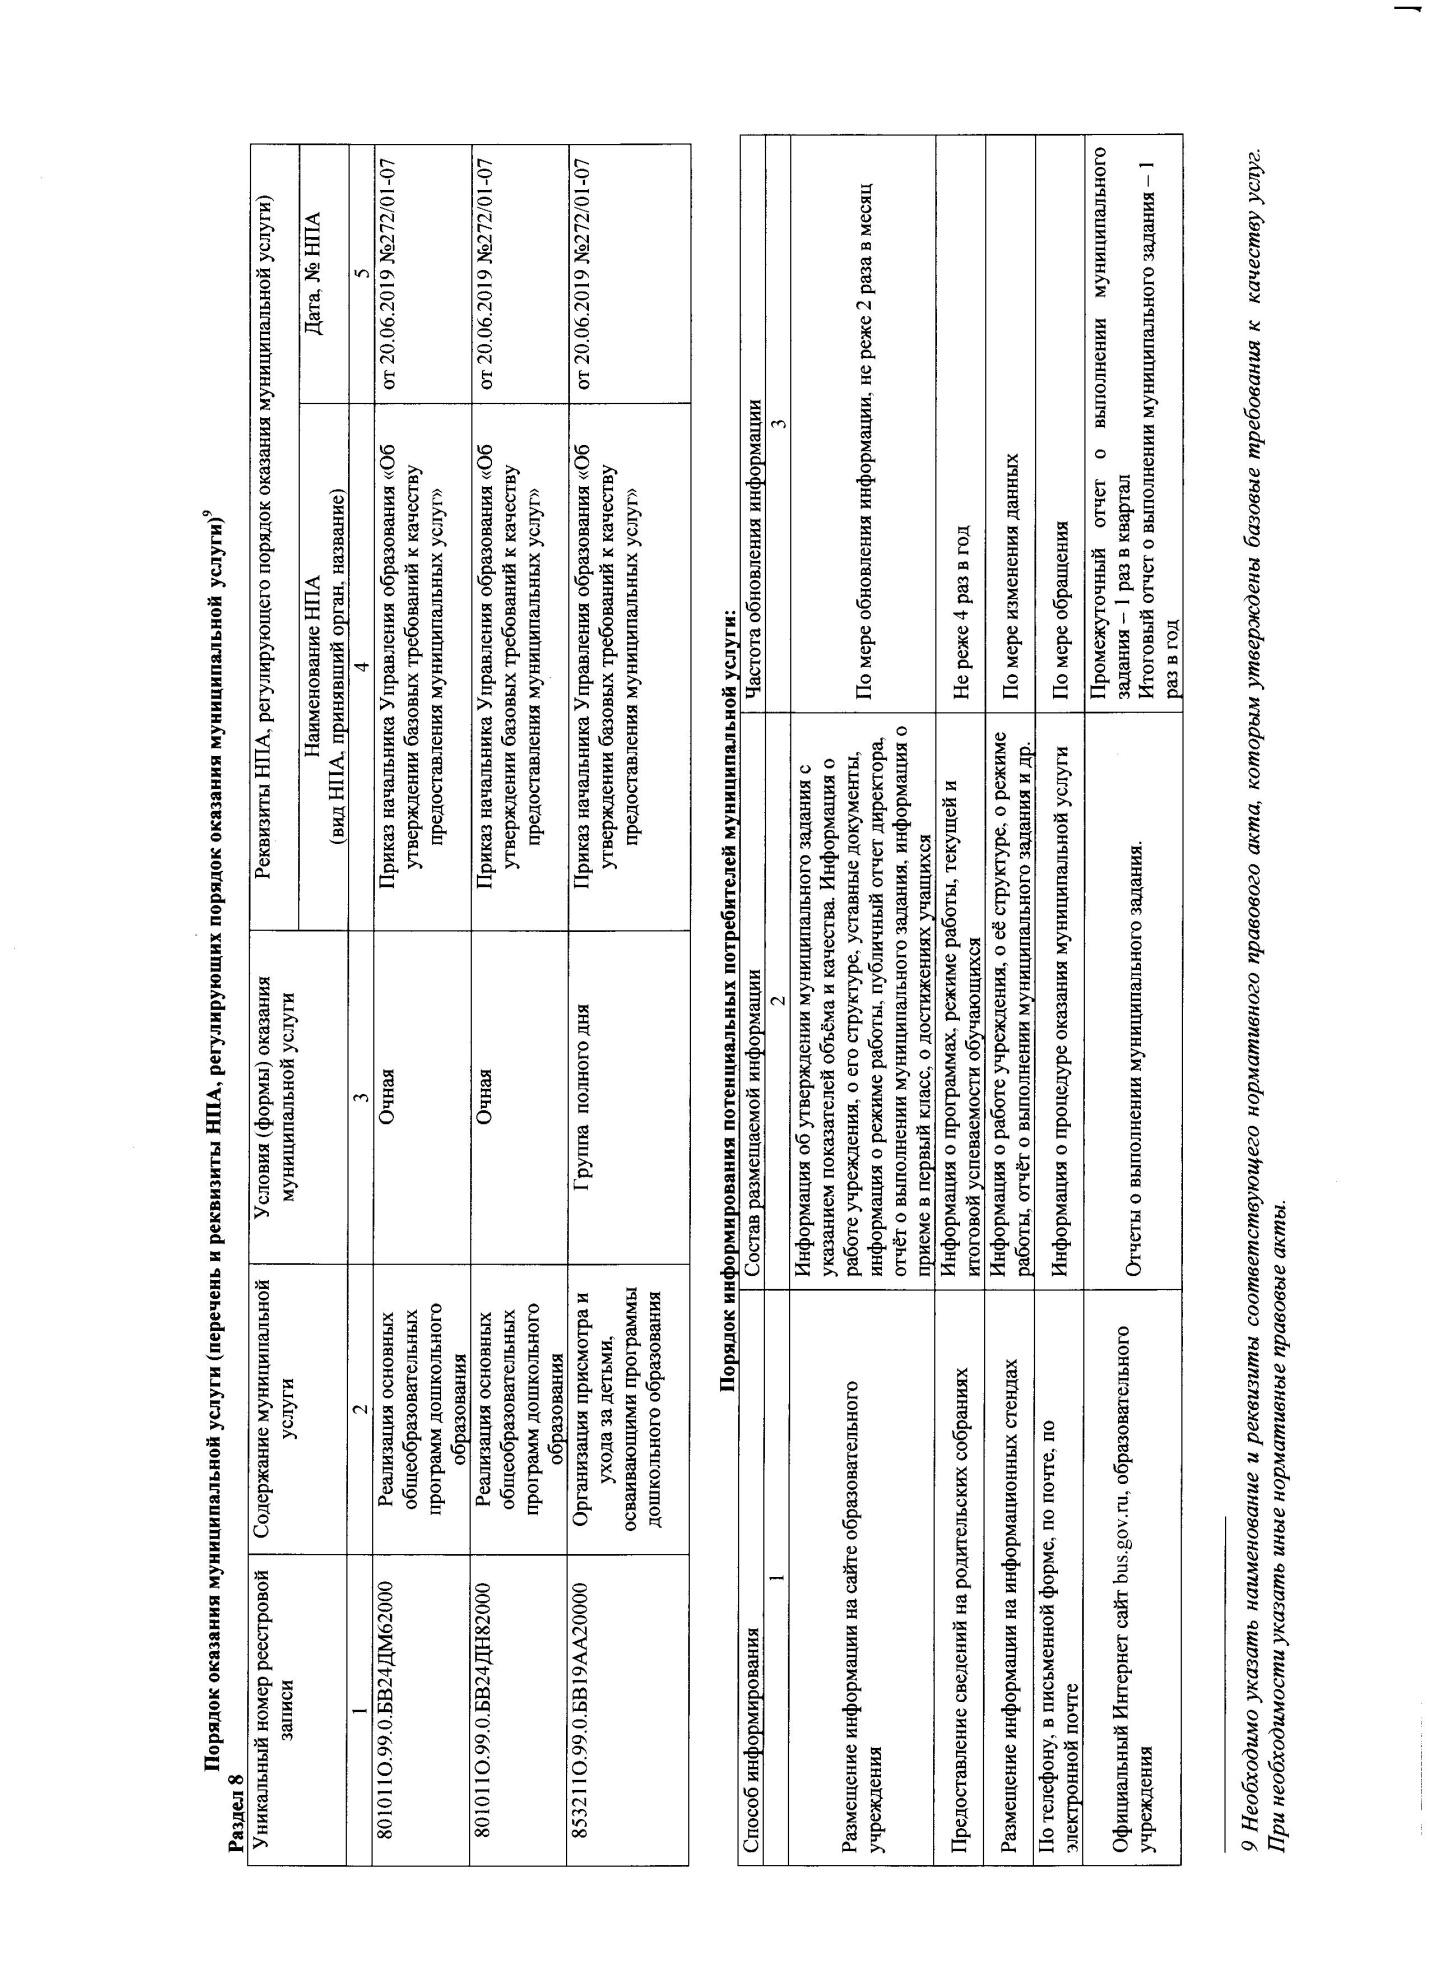 Порядок оказания муниципальной услуги (перечень и реквизиты НПА, регулирующих порядок оказания муниципальной услуги)⁹
Раздел 8
Уникальный номер реестровой
записи
Содержание муниципальной
услуги
Условия (формы) оказания
муниципальной услуги
Реквизиты НПА, регулирующего порядок оказания муниципальной услуги)
Наименование НПА
(вид НПА, принявший орган, название)
Дата, № НПА
1
2
3
4
5
801011О.99.0.БВ24ДМ62000
Реализация основных
общеобразовательных
программ дошкольного
образования
Очная
Приказ начальника Управления образования «Об
утверждении базовых требований к качеству
предоставления муниципальных услуг»
от 20.06.2019 №272/01-07
801011О.99.0.БВ24ДН82000
Реализация основных
общеобразовательных
программ дошкольного
образования
Очная
Приказ начальника Управления образования «Об
утверждении базовых требований к качеству
предоставления муниципальных услуг»
от 20.06.2019 №272/01-07
853211О.99.0.БВ19АА20000
Организация присмотра и
ухода за детьми,
осваивающими программы
дошкольного образования
Группа полного дня
Приказ начальника Управления образования «Об
утверждении базовых требований к качеству
предоставления муниципальных услуг»
от 20.06.2019 №272/01-07
Порядок информирования потенциальных потребителей муниципальной услуги:
Способ информирования
Состав размещаемой информации
Частота обновления информации
1
2
3
Размещение информации на сайте образовательного
учреждения
Информация об утверждении муниципального задания с
указанием показателей объёма и качества. Информация о
работе учреждения, о его структуре, уставные документы,
информация о режиме работы, публичный отчет директора,
отчёт о выполнении муниципального задания, информация о
приеме в первый класс, о достижениях учащихся
По мере обновления информации, не реже 2 раза в месяц
Предоставление сведений на родительских собраниях
Информация о программах, режиме работы, текущей и
итоговой успеваемости обучающихся
Не реже 4 раз в год
Размещение информации на информационных стендах
Информация о работе учреждения, о её структуре, о режиме
работы, отчёт о выполнении муниципального задания и др.
По мере изменения данных
По телефону, в письменной форме, по почте, по
электронной почте
Информация о процедуре оказания муниципальной услуги
По мере обращения
Официальный Интернет сайт bus.gov.ru, образовательного
учреждения
Отчеты о выполнении муниципального задания.
Промежуточный отчет о выполнении муниципального
задания – 1 раз в квартал
Итоговый отчет о выполнении муниципального задания – 1
раз в год
9 Необходимо указать наименование и реквизиты соответствующего нормативного правового акта, которым утверждены базовые требования к качеству услуг.
При необходимости указать иные нормативные правовые акты.